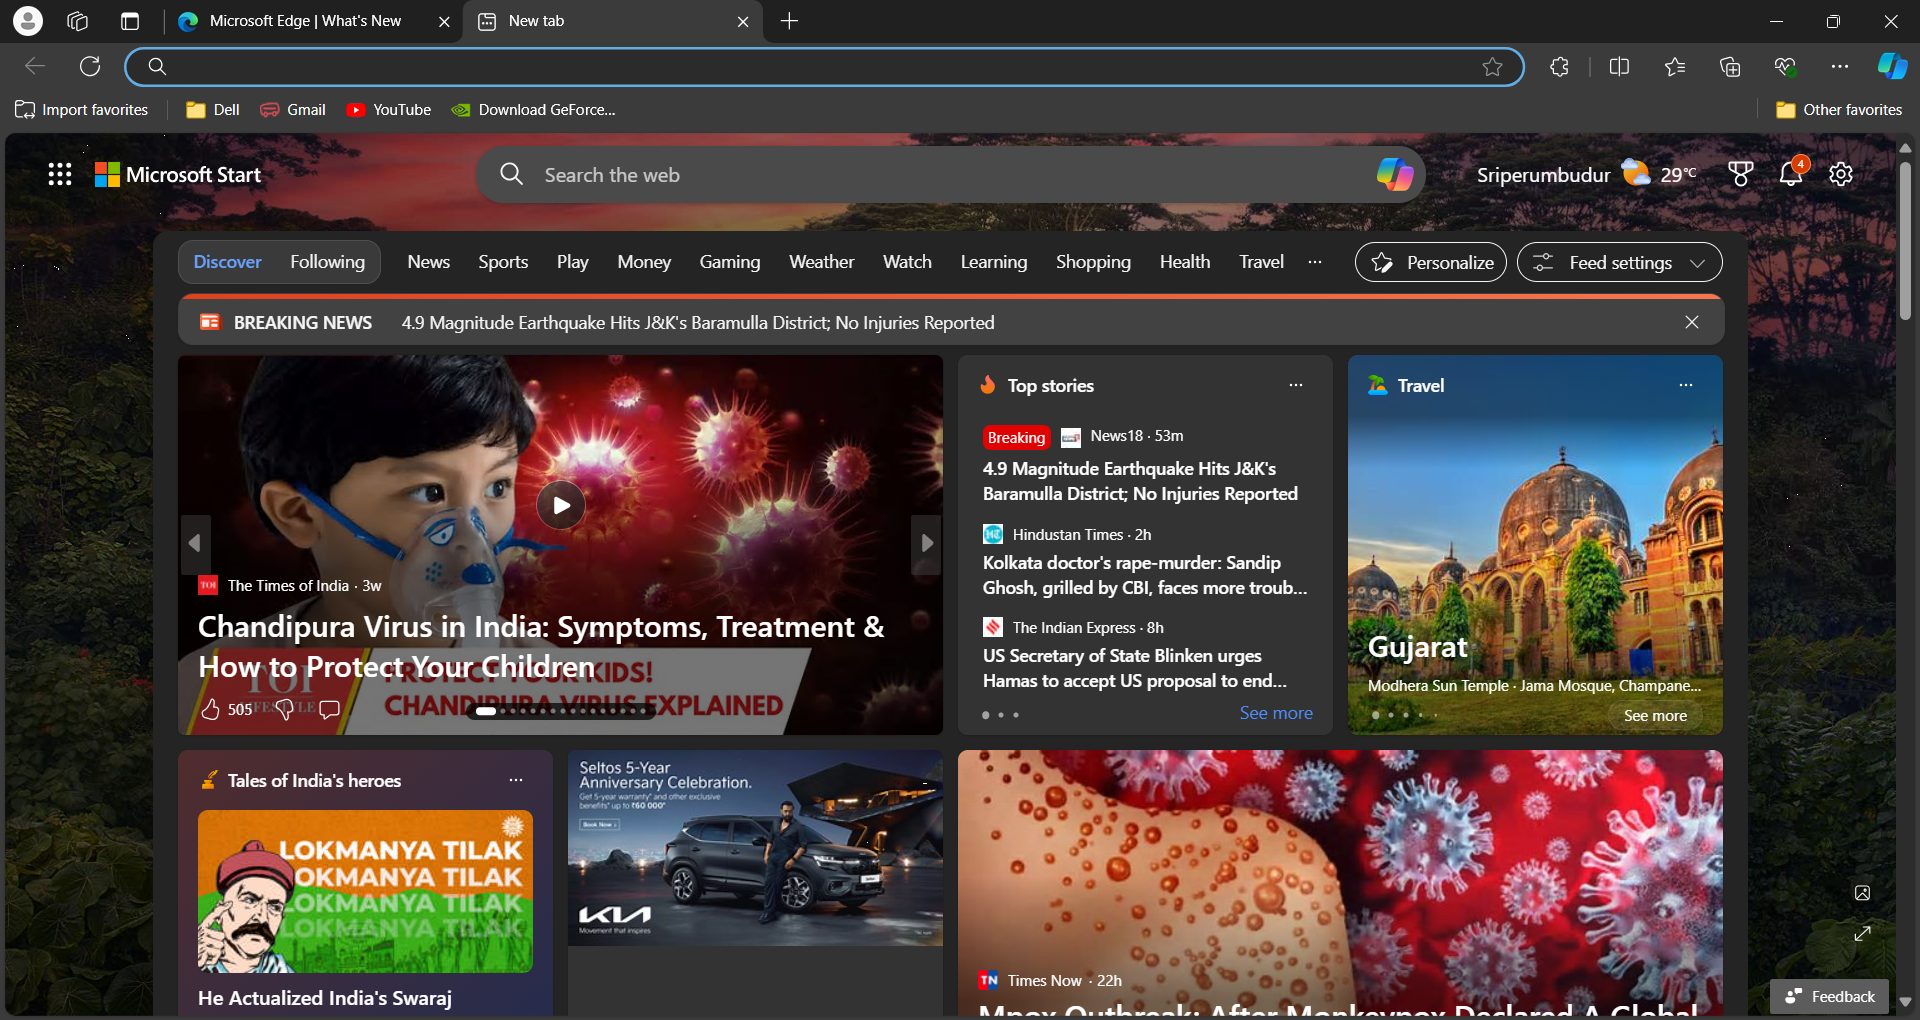 Microsoft Edge | What's New
New tab
Import favorites
Dell
Gmail
YouTube
Download GeForce...
Other favorites
Microsoft Start
Search the web
Sriperumbudur
29°C
4
Discover
Following
News
Sports
Play
Money
Gaming
Weather
Watch
Learning
Shopping
Health
Travel
Personalize
Feed settings
BREAKING NEWS
4.9 Magnitude Earthquake Hits J&K's Baramulla District; No Injuries Reported
TOI
The Times of India · 3w
Chandipura Virus in India: Symptoms, Treatment &
How to Protect Your Children
KIDS!
TOI
505
Top stories
Breaking
News18 · 53m
4.9 Magnitude Earthquake Hits J&K's
Baramulla District; No Injuries Reported
HT
Hindustan Times · 2h
Kolkata doctor's rape-murder: Sandip
Ghosh, grilled by CBI, faces more troub...
The Indian Express · 8h
US Secretary of State Blinken urges
Hamas to accept US proposal to end...
See more
Travel
Gujarat
Modhera Sun Temple · Jama Mosque, Champane...
See more
Tales of India's heroes
LOKMANYA TILAK
OKMANYA TILAK
OKMANYA TILAK
LOKMANYA TILAK
LOKMANYA TILAK
He Actualized India's Swaraj
Seltos 5-Year
Anniversary Celebration.
Get 5-year warranty* and other exclusive
benefits* up to ₹60 000*
Book Now
KIA
Movement that inspires
TN
Times Now · 22h
Mpox Outbreak: After Monkeypox Declared A Global
Feedback